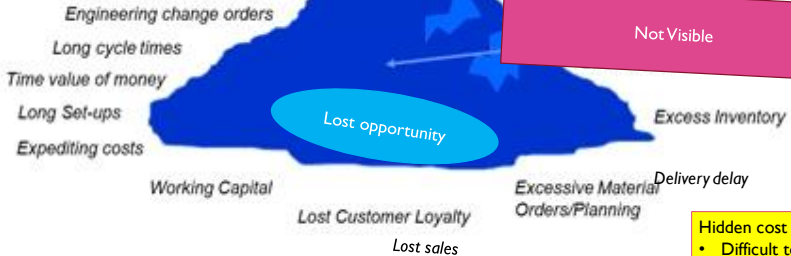 Engineering change orders
Not Visible
Long cycle times
Time value of money
Long Set-ups
Excess Inventory
Lost opportunity
Expediting costs
Working Capital
Excessive Material
Orders/Planning
Delivery delay
Lost Customer Loyalty
Lost sales
Hidden cost
• Difficult